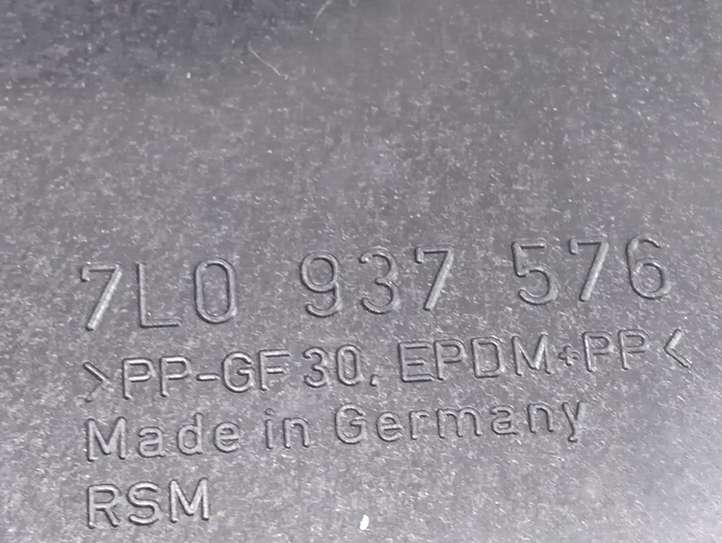 7L0 937 576
>PP-GF30. EPDM+PP<
Made in Germany
RSM